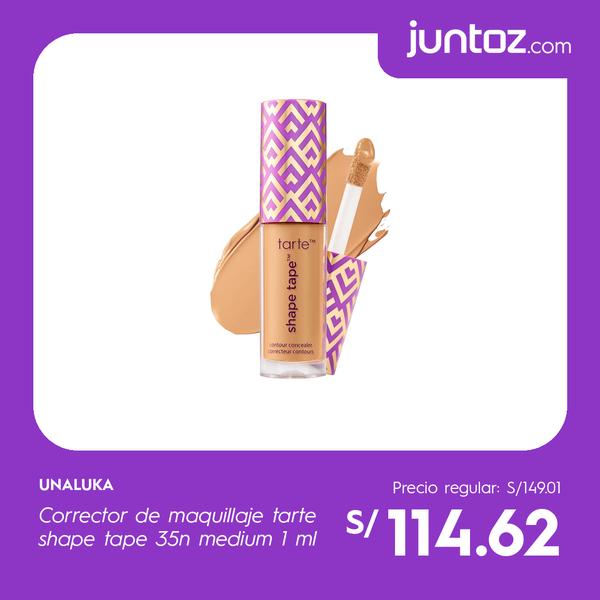 juntoz.com
tarte™
shape tape™
contour concealer
correcteur contours
UNALUKA
Corrector de maquillaje tarte
shape tape 35n medium 1 ml
Precio regular: S/149.01
S/114.62